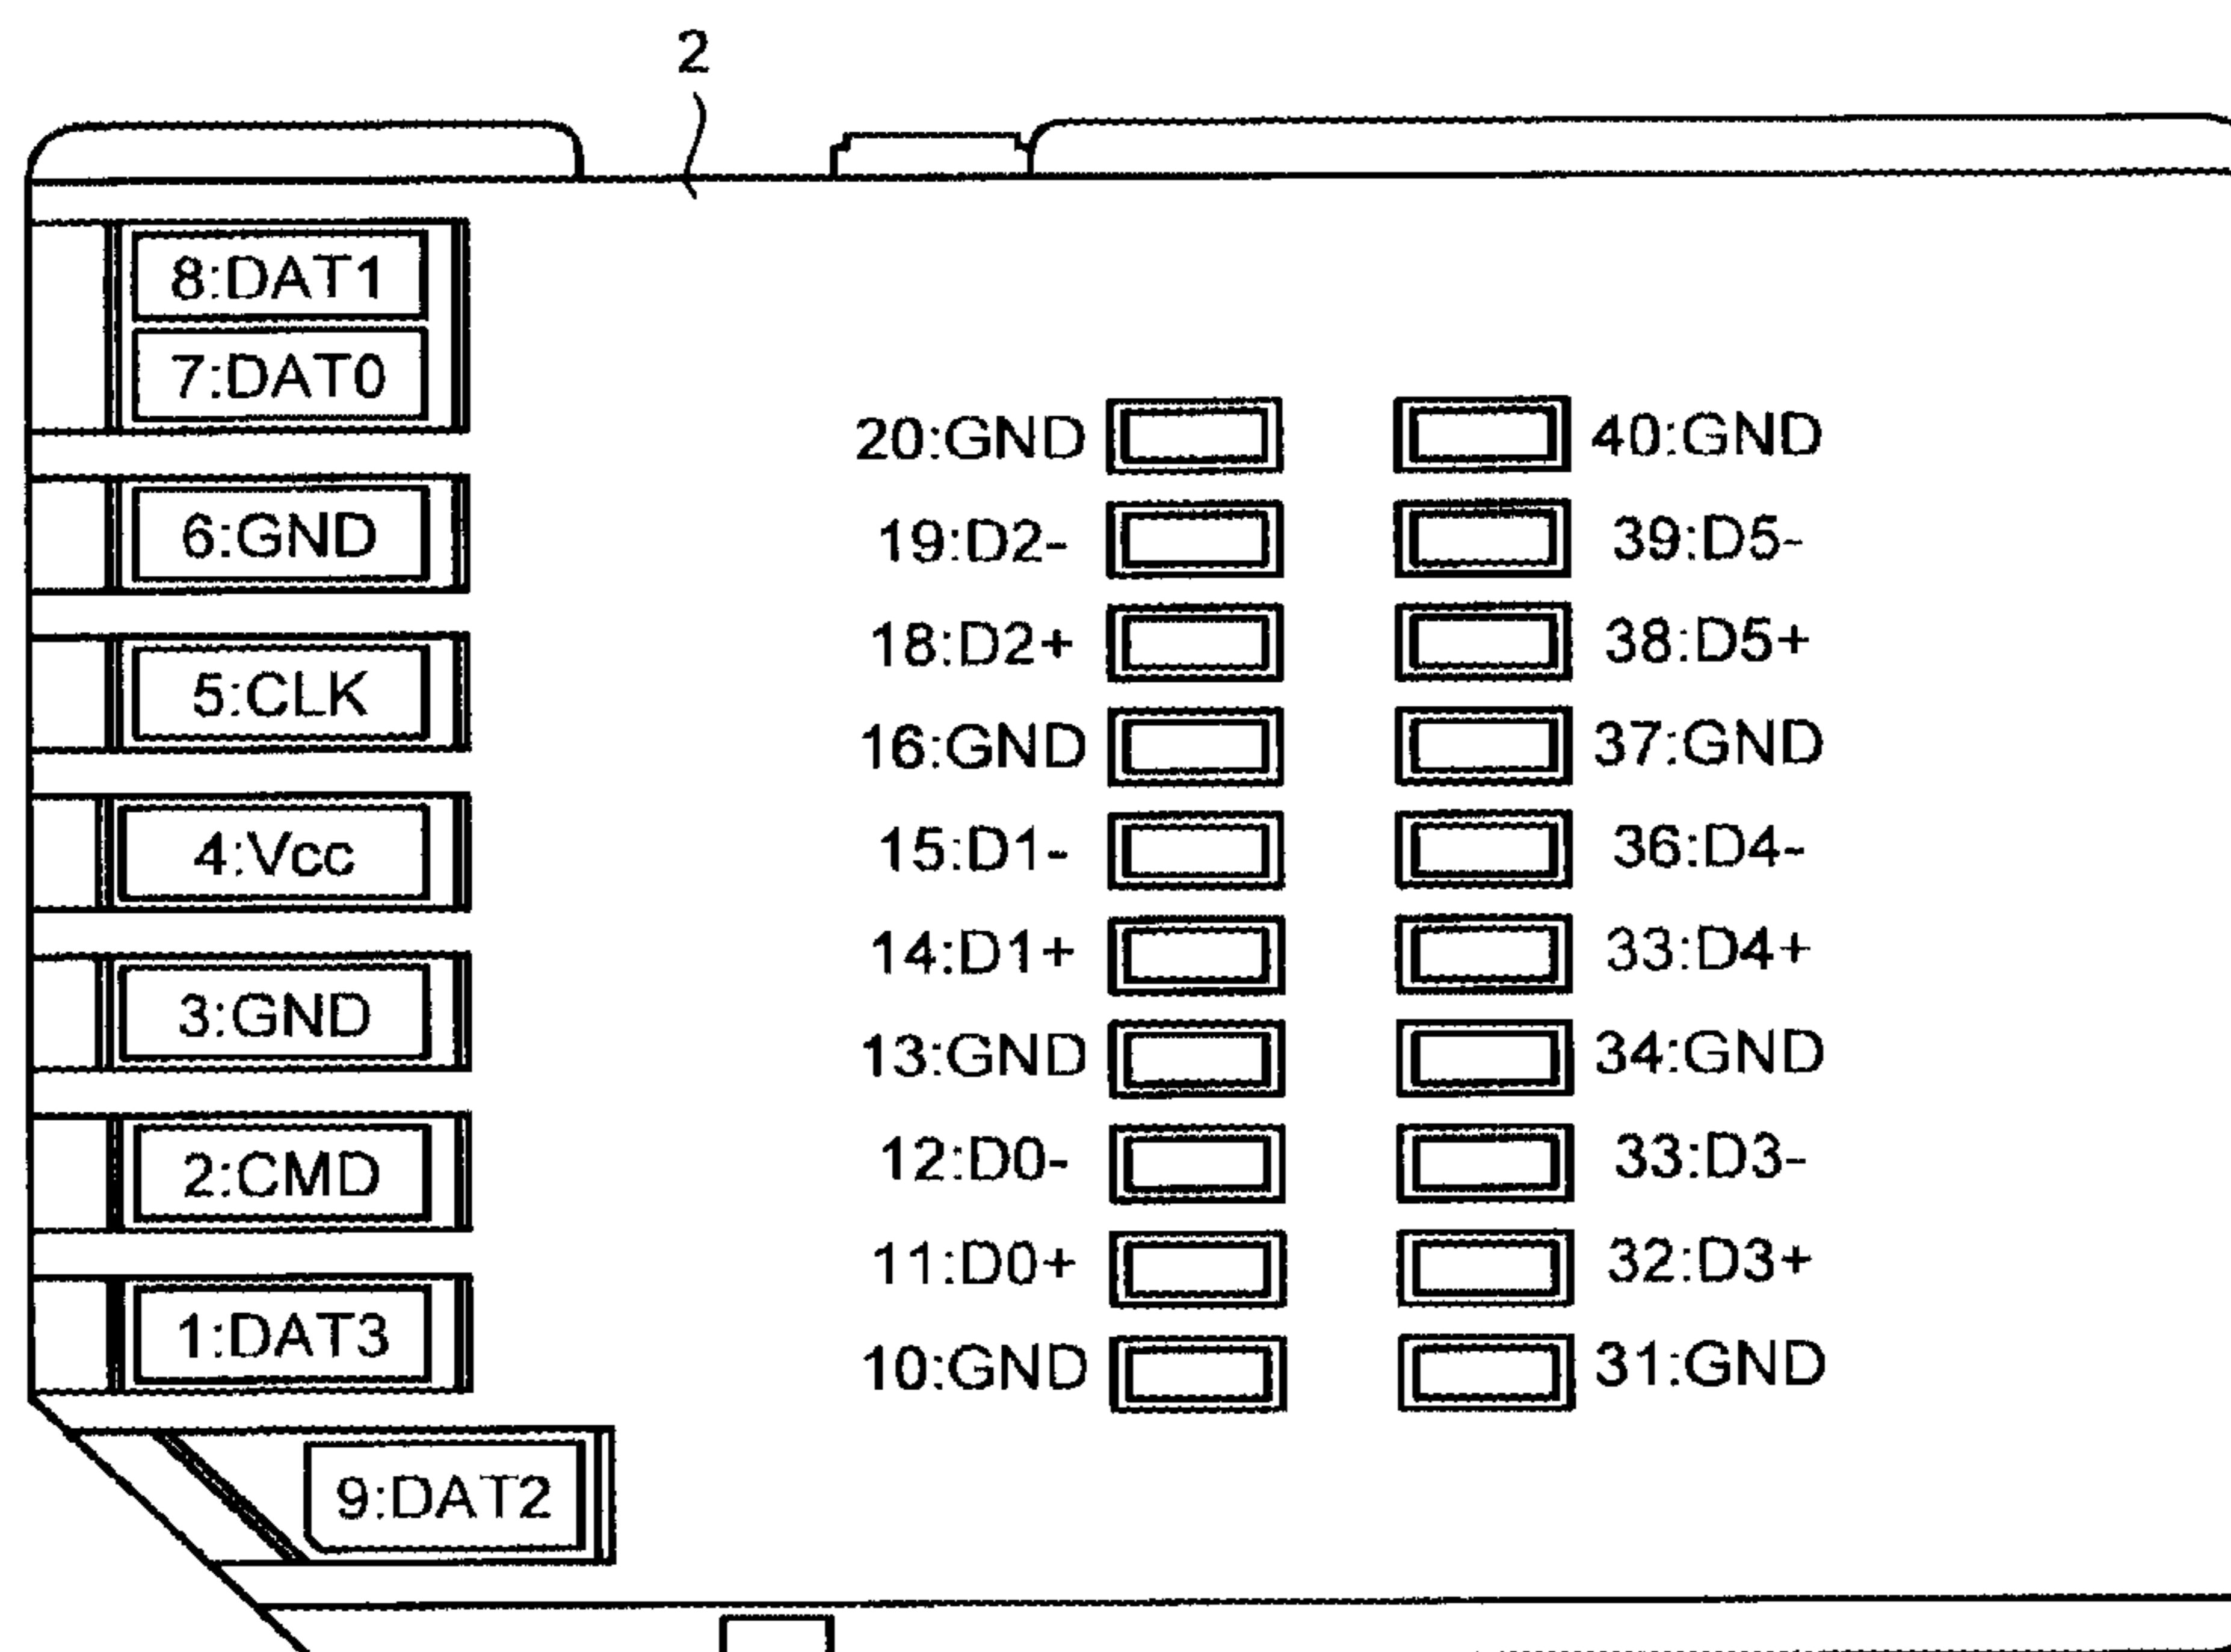 2
8:DAT1
7:DAT0
6:GND
5:CLK
4:Vcc
3:GND
2:CMD
1:DAT3
9:DAT2
20:GND
19:D2-
18:D2+
16:GND
15:D1-
14:D1+
13:GND
12:D0-
11:D0+
10:GND
40:GND
39:D5-
38:D5+
37:GND
36:D4-
33:D4+
34:GND
33:D3-
32:D3+
31:GND